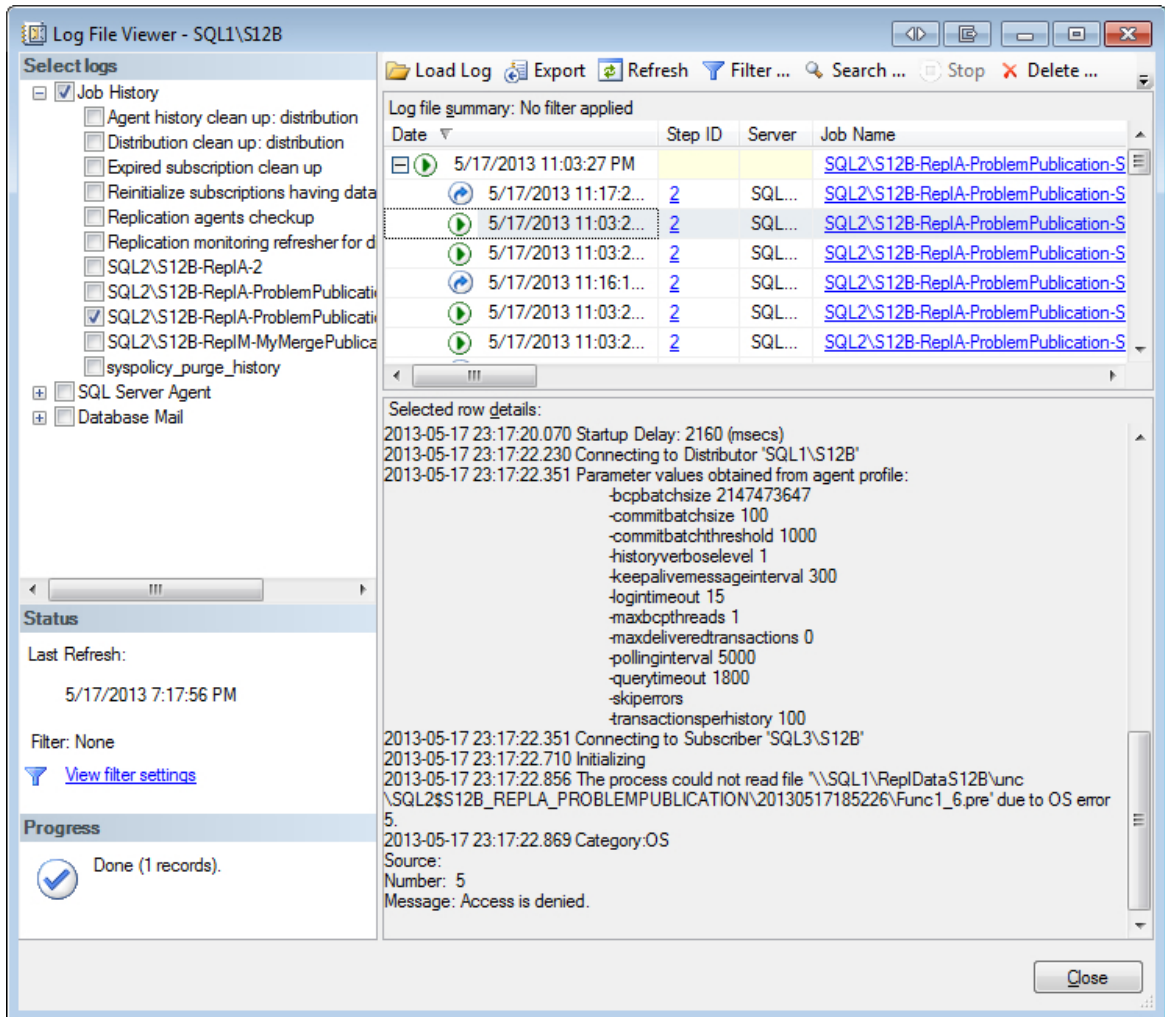 Log File Viewer - SQL1\S12B
Select logs
Job History
Agent history clean up: distribution
Distribution clean up: distribution
Expired subscription clean up
Reinitialize subscriptions having data
Replication agents checkup
Replication monitoring refresher for d
SQL2\S12B-ReplA-2
SQL2\S12B-ReplA-ProblemPublicati
SQL2\S12B-ReplA-ProblemPublicati
SQL2\S12B-ReplM-MyMergePublica
syspolicy_purge_history
SQL Server Agent
Database Mail
Status
Last Refresh:
5/17/2013 7:17:56 PM
Filter: None
View filter settings
Progress
Done (1 records).
Load Log Export Refresh Filter ... Search ... Stop Delete ...
Log file summary: No filter applied
Date Step ID Server Job Name
5/17/2013 11:03:27 PM SQL2\S12B-ReplA-ProblemPublication-S
5/17/2013 11:17:2... 2 SQL... SQL2\S12B-ReplA-ProblemPublication-S
5/17/2013 11:03:2... 2 SQL... SQL2\S12B-ReplA-ProblemPublication-S
5/17/2013 11:03:2... 2 SQL... SQL2\S12B-ReplA-ProblemPublication-S
5/17/2013 11:16:1... 2 SQL... SQL2\S12B-ReplA-ProblemPublication-S
5/17/2013 11:03:2... 2 SQL... SQL2\S12B-ReplA-ProblemPublication-S
5/17/2013 11:03:2... 2 SQL... SQL2\S12B-ReplA-ProblemPublication-S
Selected row details:
2013-05-17 23:17:20.070 Startup Delay: 2160 (msecs)
2013-05-17 23:17:22.230 Connecting to Distributor 'SQL1\S12B'
2013-05-17 23:17:22.351 Parameter values obtained from agent profile:
-bcpbatchsize 2147473647
-commitbatchsize 100
-commitbatchthreshold 1000
-historyverboselevel 1
-keepalivemessageinterval 300
-logintimeout 15
-maxbcpthreads 1
-maxdeliveredtransactions 0
-pollinginterval 5000
-querytimeout 1800
-skiperrors
-transactionsperhistory 100
2013-05-17 23:17:22.351 Connecting to Subscriber 'SQL3\S12B'
2013-05-17 23:17:22.710 Initializing
2013-05-17 23:17:22.856 The process could not read file '\\SQL1\ReplDataS12B\unc
\SQL2$S12B_REPLA_PROBLEMPUBLICATION\20130517185226\Func1_6.pre' due to OS error
5.
2013-05-17 23:17:22.869 Category:OS
Source:
Number: 5
Message: Access is denied.
Close